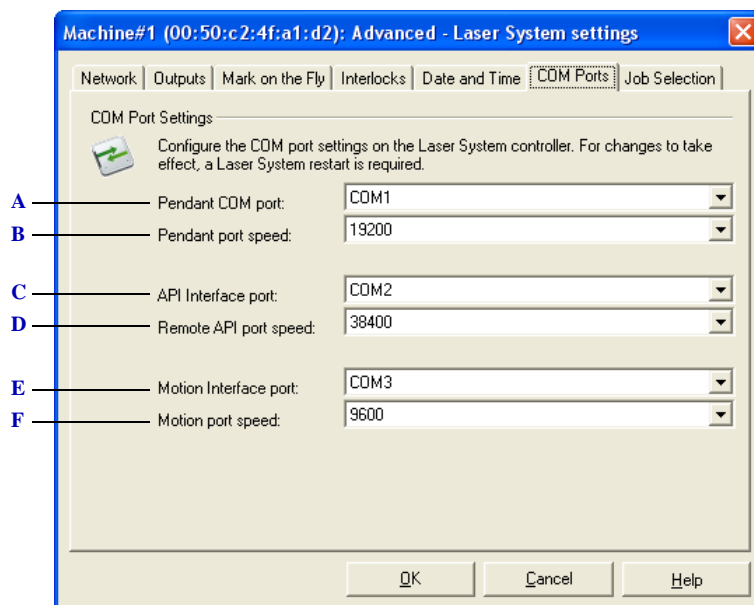 Machine#1 (00:50:c2:4f:a1:d2): Advanced - Laser System settings
Network Outputs Mark on the Fly Interlocks Date and Time COM Ports Job Selection
COM Port Settings
Configure the COM port settings on the Laser System controller. For changes to take
effect, a Laser System restart is required.
A Pendant COM port: COM1
B Pendant port speed: 19200
C API Interface port: COM2
D Remote API port speed: 38400
E Motion Interface port: COM3
F Motion port speed: 9600
OK Cancel Help